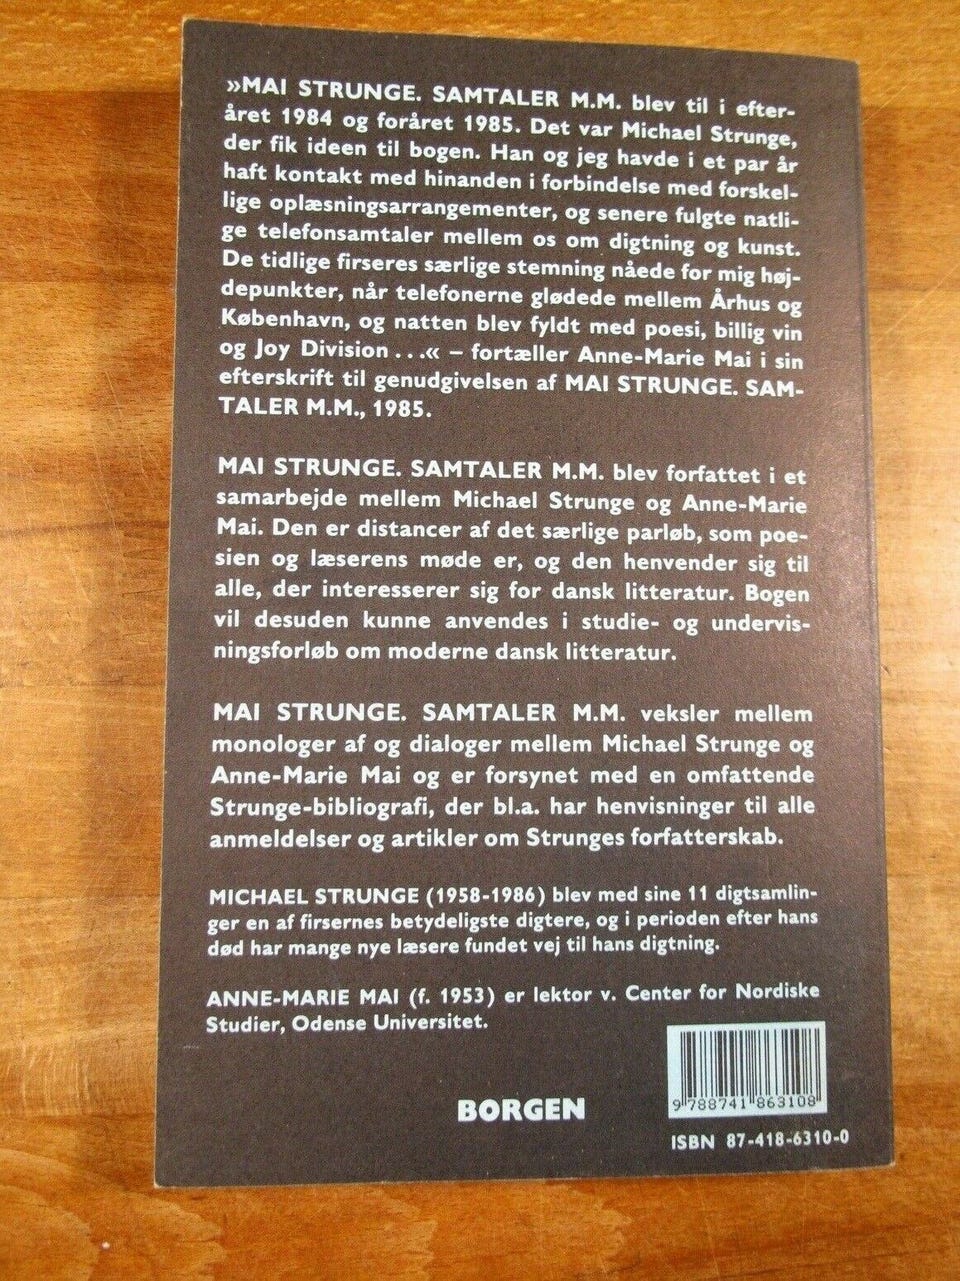 »MAI STRUNGE. SAMTALER M.M. blev til i efter-
året 1984 og foråret 1985. Det var Michael Strunge,
der fik ideen til bogen. Han og jeg havde i et par år
haft kontakt med hinanden i forbindelse med forskel-
lige oplæsningsarrangementer, og senere fulgte natli-
ge telefonsamtaler mellem os om digtning og kunst.
De tidlige firseres særlige stemning nåede for mig høj-
depunkter, når telefonerne glødede mellem Århus og
København, og natten blev fyldt med poesi, billig vin
og Joy Division ...« – fortæller Anne-Marie Mai i sin
efterskrift til genudgivelsen af MAI STRUNGE. SAM-
TALER M.M., 1985.
MAI STRUNGE. SAMTALER M.M. blev forfattet i et
samarbejde mellem Michael Strunge og Anne-Marie
Mai. Den er distancer af det særlige parløb, som poe-
sien og læserens møde er, og den henvender sig til
alle, der interesserer sig for dansk litteratur. Bogen
vil desuden kunne anvendes i studie- og undervis-
ningsforløb om moderne dansk litteratur.
MAI STRUNGE. SAMTALER M.M. veksler mellem
monologer af og dialoger mellem Michael Strunge og
Anne-Marie Mai og er forsynet med en omfattende
Strunge-bibliografi, der bl.a. har henvisninger til alle
anmeldelser og artikler om Strunges forfatterskab.
MICHAEL STRUNGE (1958-1986) blev med sine 11 digtsamlin-
ger en af firsernes betydeligste digtere, og i perioden efter hans
død har mange nye læsere fundet vej til hans digtning.
ANNE-MARIE MAI (f. 1953) er lektor v. Center for Nordiske
Studier, Odense Universitet.
BORGEN
9 788741 863108
ISBN 87-418-6310-0